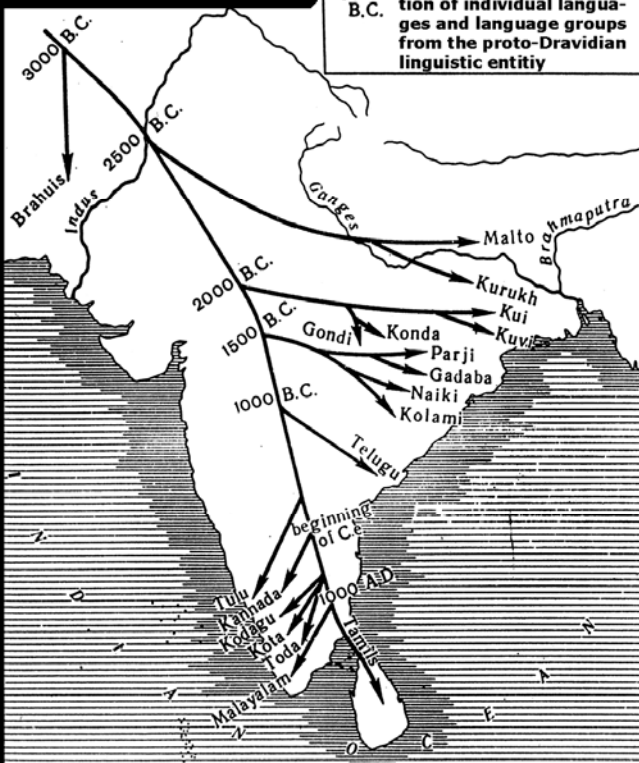 B.C. tion of individual langua-
ges and language groups
from the proto-Dravidian
linguistic entitiy
3000 B.C.
2500 B.C.
Brahuis
Indus
Ganges
Brahmaputra
Malto
Kurukh
2000 B.C.
Kui
Kuvi
1500 B.C.
Gondi
Konda
Parji
Gadaba
Naiki
Kolami
1000 B.C.
Telugu
beginning
of C.e
1000 A.D
Tulu
Kannada
Kodagu
Kota
Toda
Malayalam
Tamils
INDIAN
OCEAN